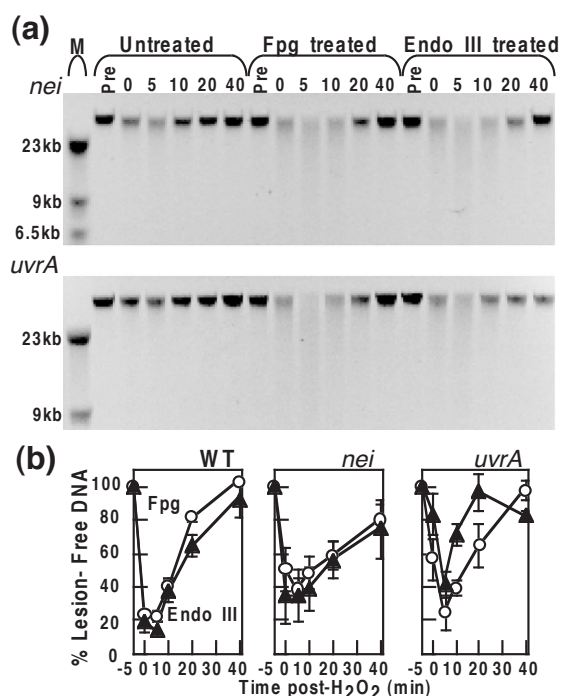 (a)
M Untreated Fpg treated Endo III treated
nei Pre 0 5 10 20 40 Pre 0 5 10 20 40 Pre 0 5 10 20 40
23kb
9kb
6.5kb
uvrA
23kb
9kb
(b) WT nei uvrA
% Lesion- Free DNA
100
80
60
40
20
0
Fpg
Endo III
-5 0 10 20 30 40 -5 0 10 20 30 40 -5 0 10 20 30 40
Time post-H₂O₂ (min)